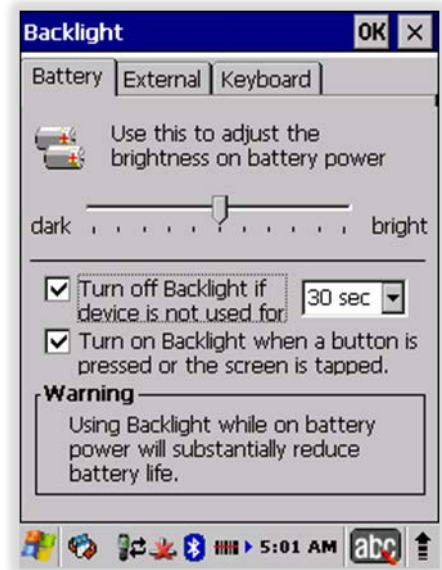 Backlight OK ×
Battery External Keyboard
Use this to adjust the
brightness on battery power
dark bright
Turn off Backlight if
device is not used for 30 sec
Turn on Backlight when a button is
pressed or the screen is tapped.
Warning
Using Backlight while on battery
power will substantially reduce
battery life.
5:01 AM abc